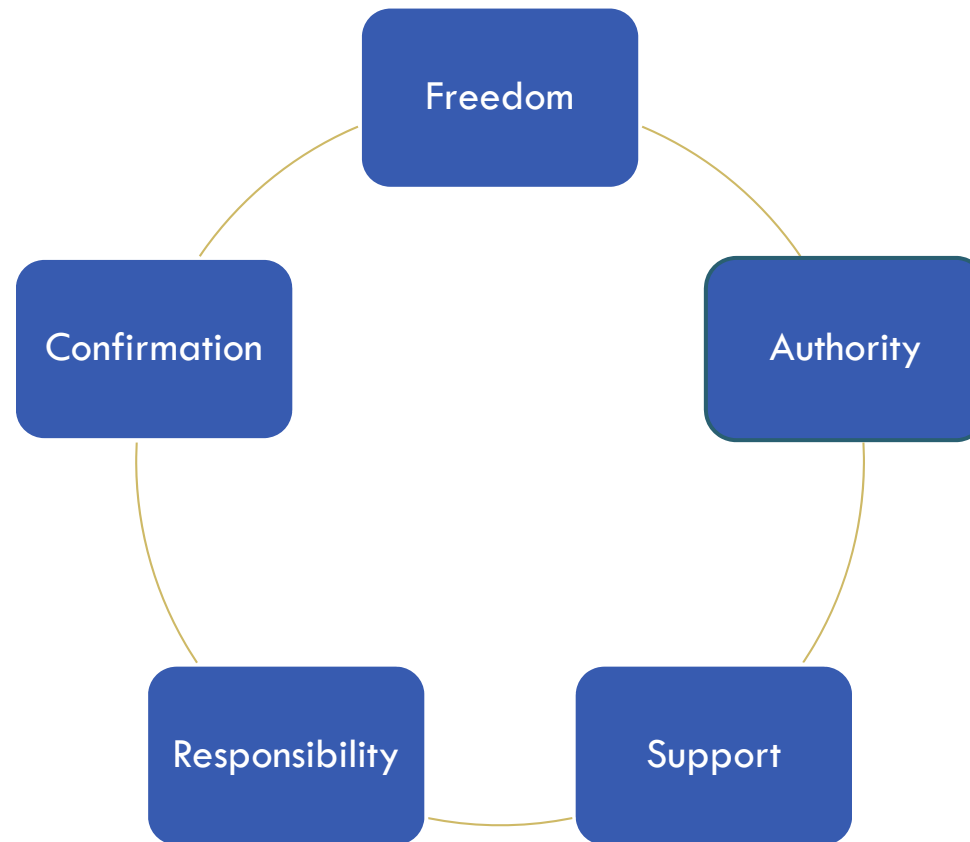 Freedom
Authority
Support
Responsibility
Confirmation